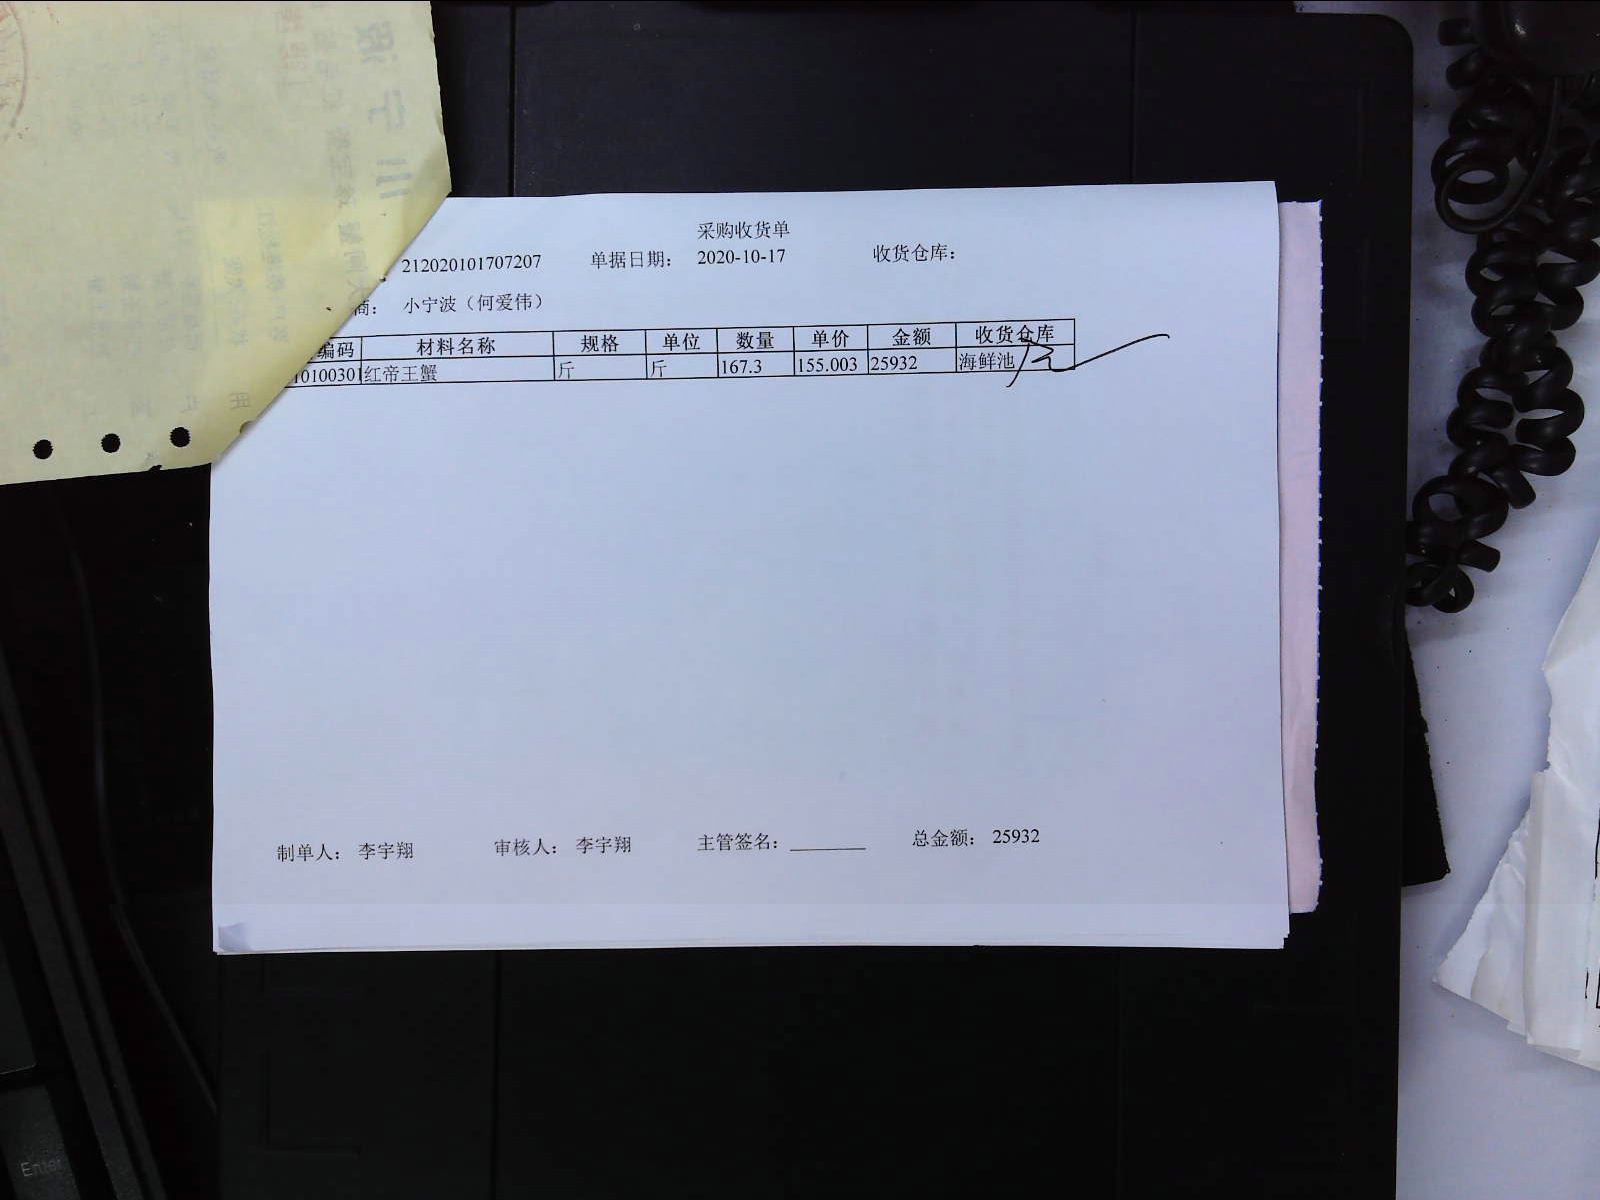 采购收货单
212020101707207 单据日期： 2020-10-17 收货仓库：
商： 小宁波（何爱伟）
编码 材料名称 规格 单位 数量 单价 金额 收货仓库
10100301 红帝王蟹 斤 斤 167.3 155.003 25932 海鲜池
制单人： 李宇翔 审核人： 李宇翔 主管签名： 总金额： 25932
Enter